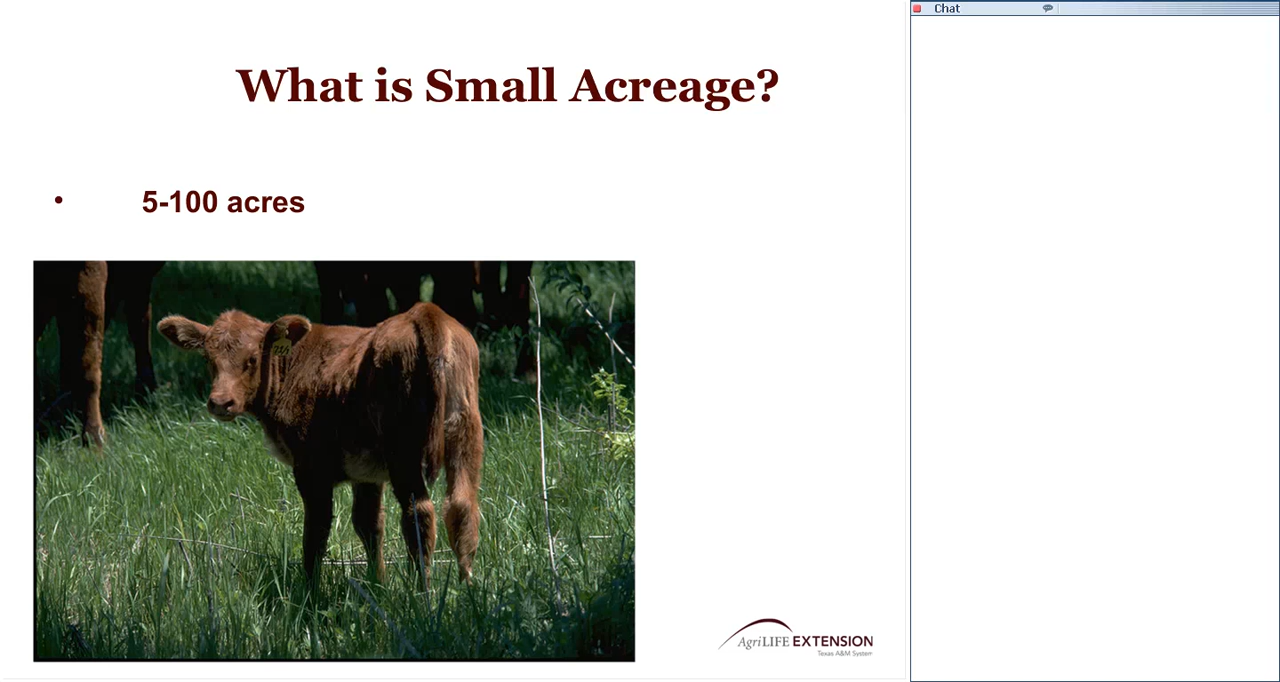 What is Small Acreage?
• 5-100 acres
AgriLIFE EXTENSION
Texas A&M System
Chat